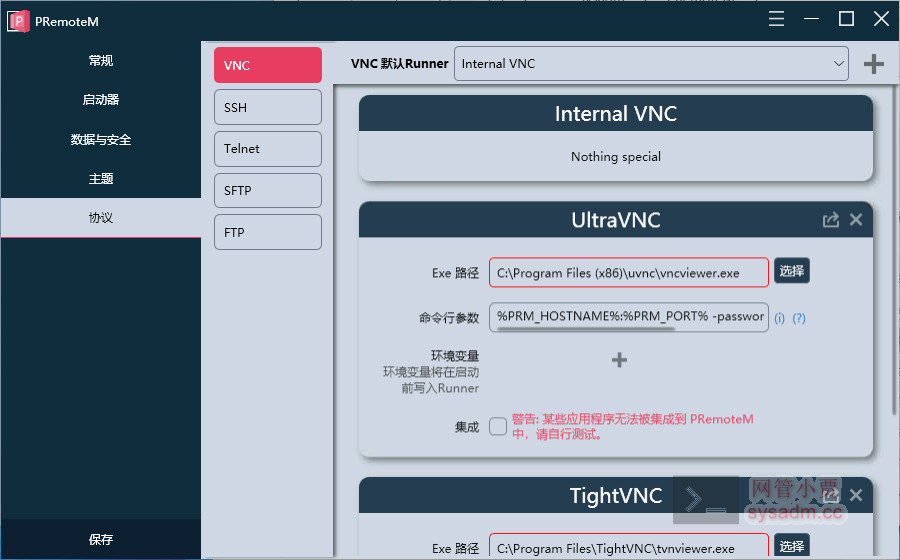 PRemoteM
常规
启动器
数据与安全
主题
协议
保存
VNC
SSH
Telnet
SFTP
FTP
VNC 默认Runner
Internal VNC
Internal VNC
Nothing special
UltraVNC
Exe 路径
C:\Program Files (x86)\uvnc\vncviewer.exe
选择
命令行参数
%PRM_HOSTNAME%:%PRM_PORT% -passwor
(i) (?)
环境变量
环境变量将在启动
前写入Runner
集成
警告: 某些应用程序无法被集成到 PRemoteM
中，请自行测试。
TightVNC
Exe 路径
C:\Program Files\TightVNC\tvnviewer.exe
选择
网管小贾
sysadm.cc